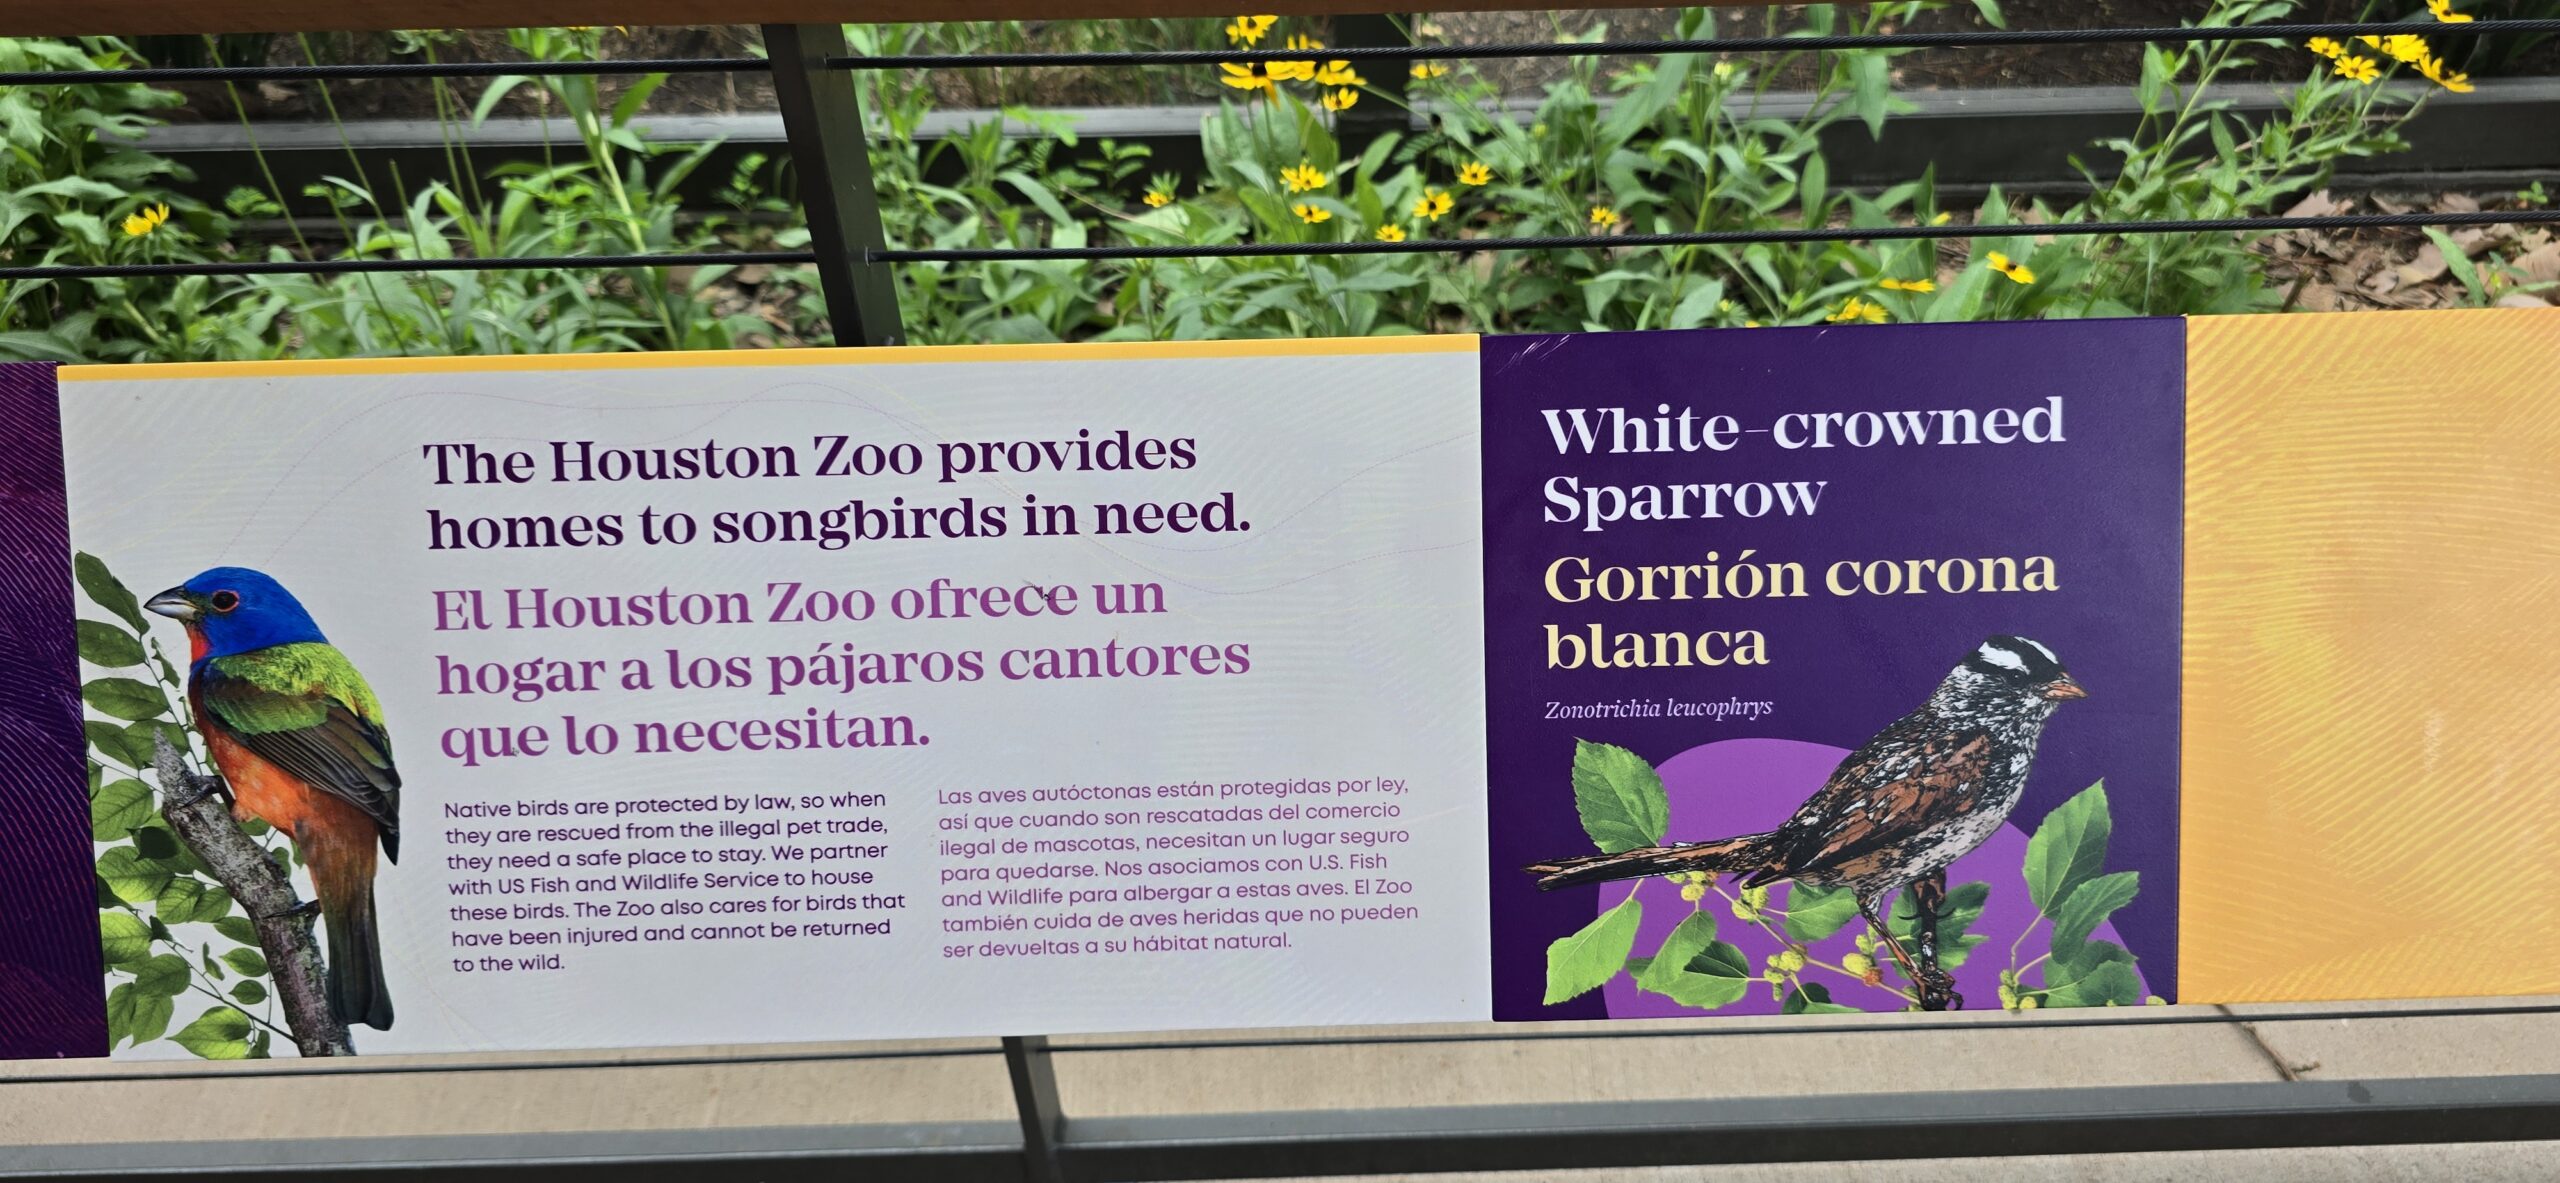 The Houston Zoo provides
homes to songbirds in need.
El Houston Zoo ofrece un
hogar a los pájaros cantores
que lo necesitan.
Native birds are protected by law, so when
they are rescued from the illegal pet trade,
they need a safe place to stay. We partner
with US Fish and Wildlife Service to house
these birds. The Zoo also cares for birds that
have been injured and cannot be returned
to the wild.
Las aves autóctonas están protegidas por ley,
así que cuando son rescatadas del comercio
ilegal de mascotas, necesitan un lugar seguro
para quedarse. Nos asociamos con U.S. Fish
and Wildlife para albergar a estas aves. El Zoo
también cuida de aves heridas que no pueden
ser devueltas a su hábitat natural.
White-crowned
Sparrow
Gorrión corona
blanca
Zonotrichia leucophrys